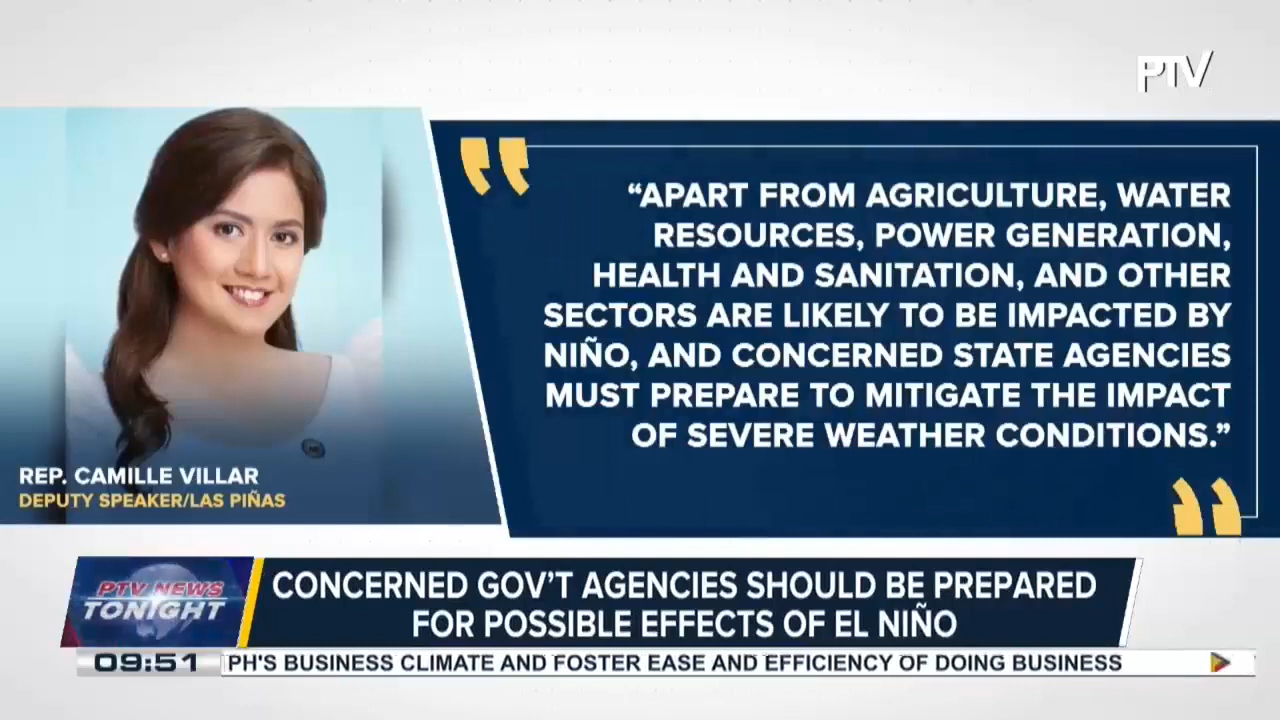 PTV
“APART FROM AGRICULTURE, WATER
RESOURCES, POWER GENERATION,
HEALTH AND SANITATION, AND OTHER
SECTORS ARE LIKELY TO BE IMPACTED BY
NIÑO, AND CONCERNED STATE AGENCIES
MUST PREPARE TO MITIGATE THE IMPACT
OF SEVERE WEATHER CONDITIONS.”
REP. CAMILLE VILLAR
DEPUTY SPEAKER/LAS PIÑAS
PTV NEWS
TONIGHT
CONCERNED GOV'T AGENCIES SHOULD BE PREPARED
FOR POSSIBLE EFFECTS OF EL NIÑO
09:51
PH'S BUSINESS CLIMATE AND FOSTER EASE AND EFFICIENCY OF DOING BUSINESS